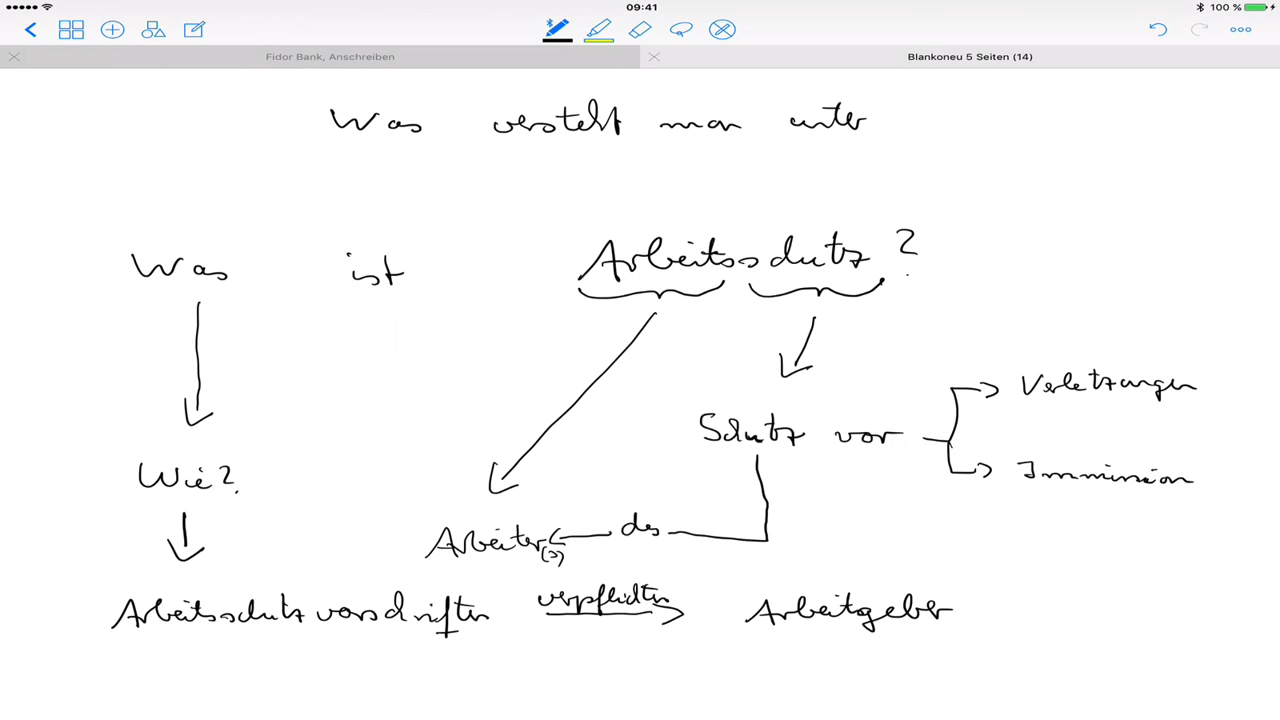 09:41
100 %
Fidor Bank, Anschreiben
Blankoneu 5 Seiten (14)
Was versteht man unter
Was ist Arbeitsschutz?
Verletzungen
Schutz vor
Wie?
Immission
des
Arbeiter(s)
verpflichten
Arbeitsschutzvorschriften Arbeitgeber